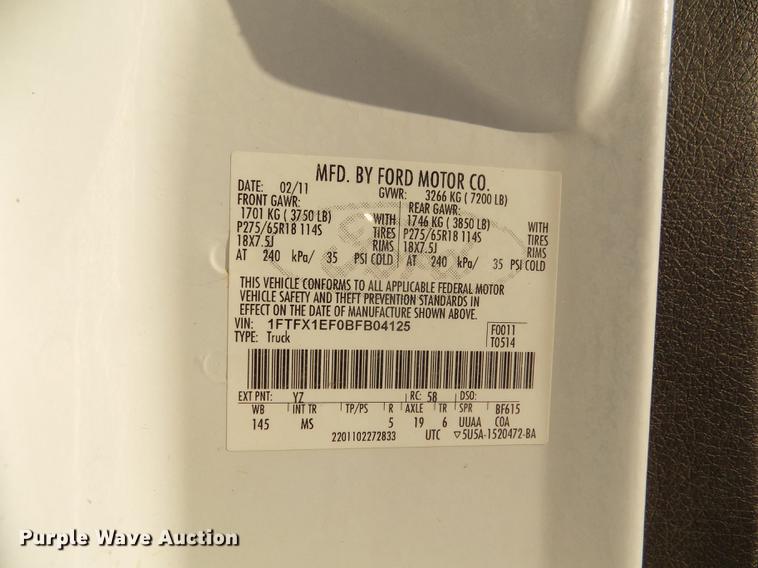 MFD. BY FORD MOTOR CO.
DATE: 02/11 GVWR: 3266 KG ( 7200 LB)
FRONT GAWR: REAR GAWR:
1701 KG ( 3750 LB) WITH 1746 KG ( 3850 LB) WITH
P275/65R18 114S TIRES P275/65R18 114S TIRES
18X7.5J RIMS 18X7.5J RIMS
AT 240 kPa/ 35 PSI COLD AT 240 kPa/ 35 PSI COLD
Ford
THIS VEHICLE CONFORMS TO ALL APPLICABLE FEDERAL MOTOR
VEHICLE SAFETY AND THEFT PREVENTION STANDARDS IN
EFFECT ON THE DATE OF MANUFACTURE SHOWN ABOVE.
VIN: 1FTFX1EF0BFB04125 F0011
TYPE: Truck T0514
EXT PNT: YZ RC: 58 DSO:
WB INT TR TP/PS R AXLE TR SPR BF615
145 MS 5 19 6 UUAA COA
2201102272833 UTC ▽5U5A-1520472-BA
Purple Wave Auction